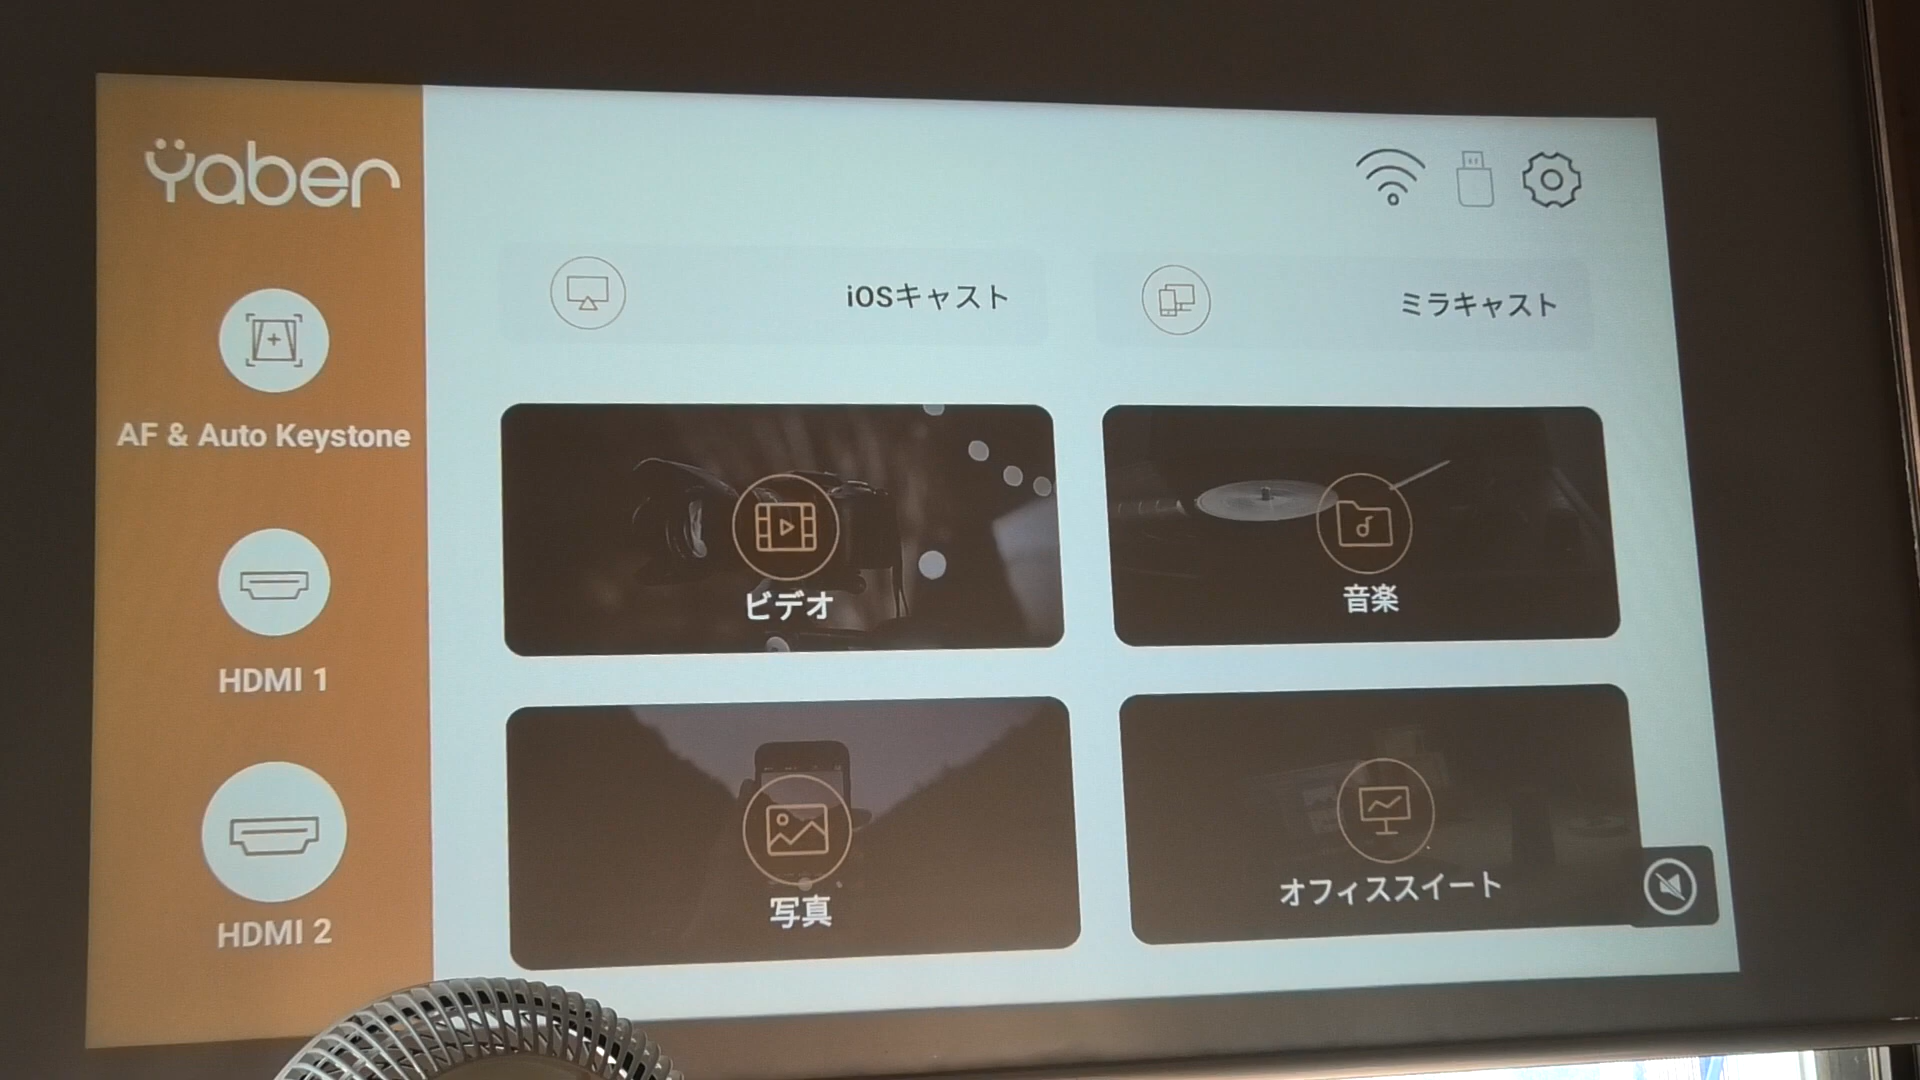 Yaber
AF & Auto Keystone
HDMI 1
HDMI 2
iOSキャスト
ミラキャスト
ビデオ
音楽
写真
オフィススイート